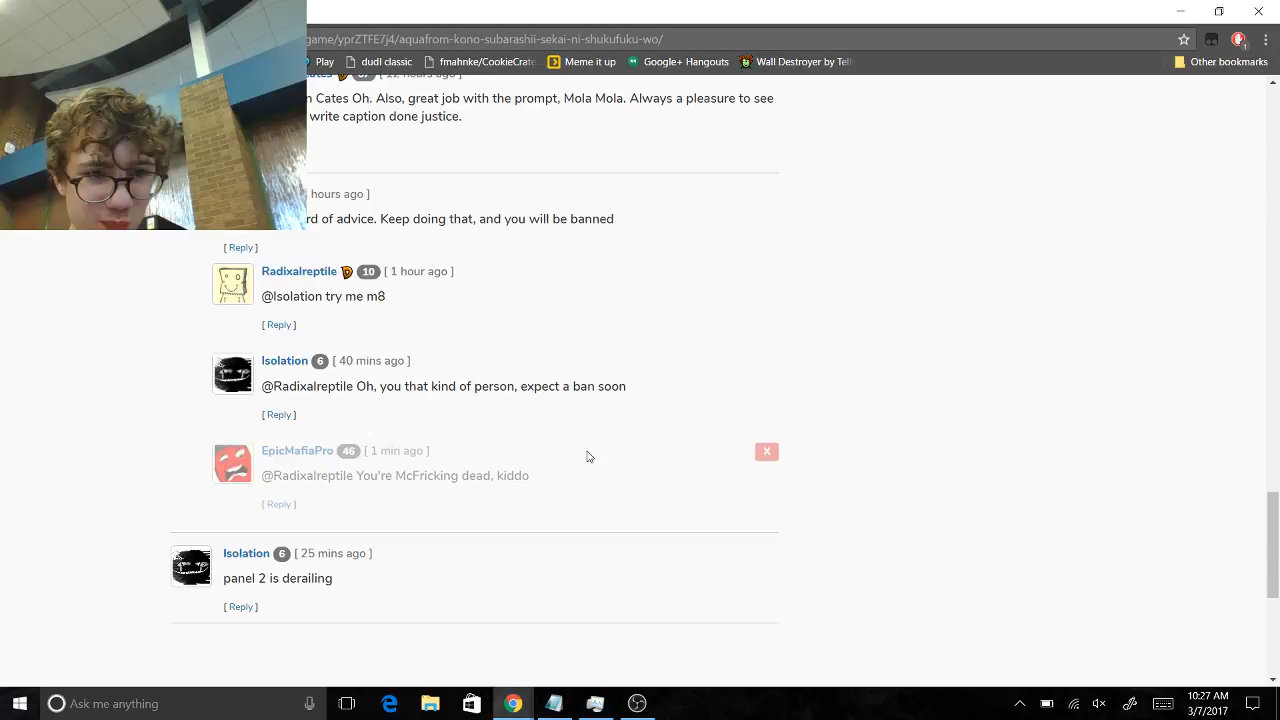 game/yprZTFE7j4/aquafrom-kono-subarashii-sekai-ni-shukufuku-wo/
Play dudl classic fmahnke/CookieCrate Meme it up Google+ Hangouts Wall Destroyer by Tell Other bookmarks
[ 12 hours ago ]
n Cates Oh. Also, great job with the prompt, Mola Mola. Always a pleasure to see
write caption done justice.
hours ago ]
rd of advice. Keep doing that, and you will be banned
[ Reply ]
Radixalreptile 10 [ 1 hour ago ]
@Isolation try me m8
[ Reply ]
Isolation 6 [ 40 mins ago ]
@Radixalreptile Oh, you that kind of person, expect a ban soon
[ Reply ]
EpicMafiaPro 46 [ 1 min ago ] X
@Radixalreptile You're McFricking dead, kiddo
[ Reply ]
Isolation 6 [ 25 mins ago ]
panel 2 is derailing
[ Reply ]
Ask me anything
10:27 AM
3/7/2017